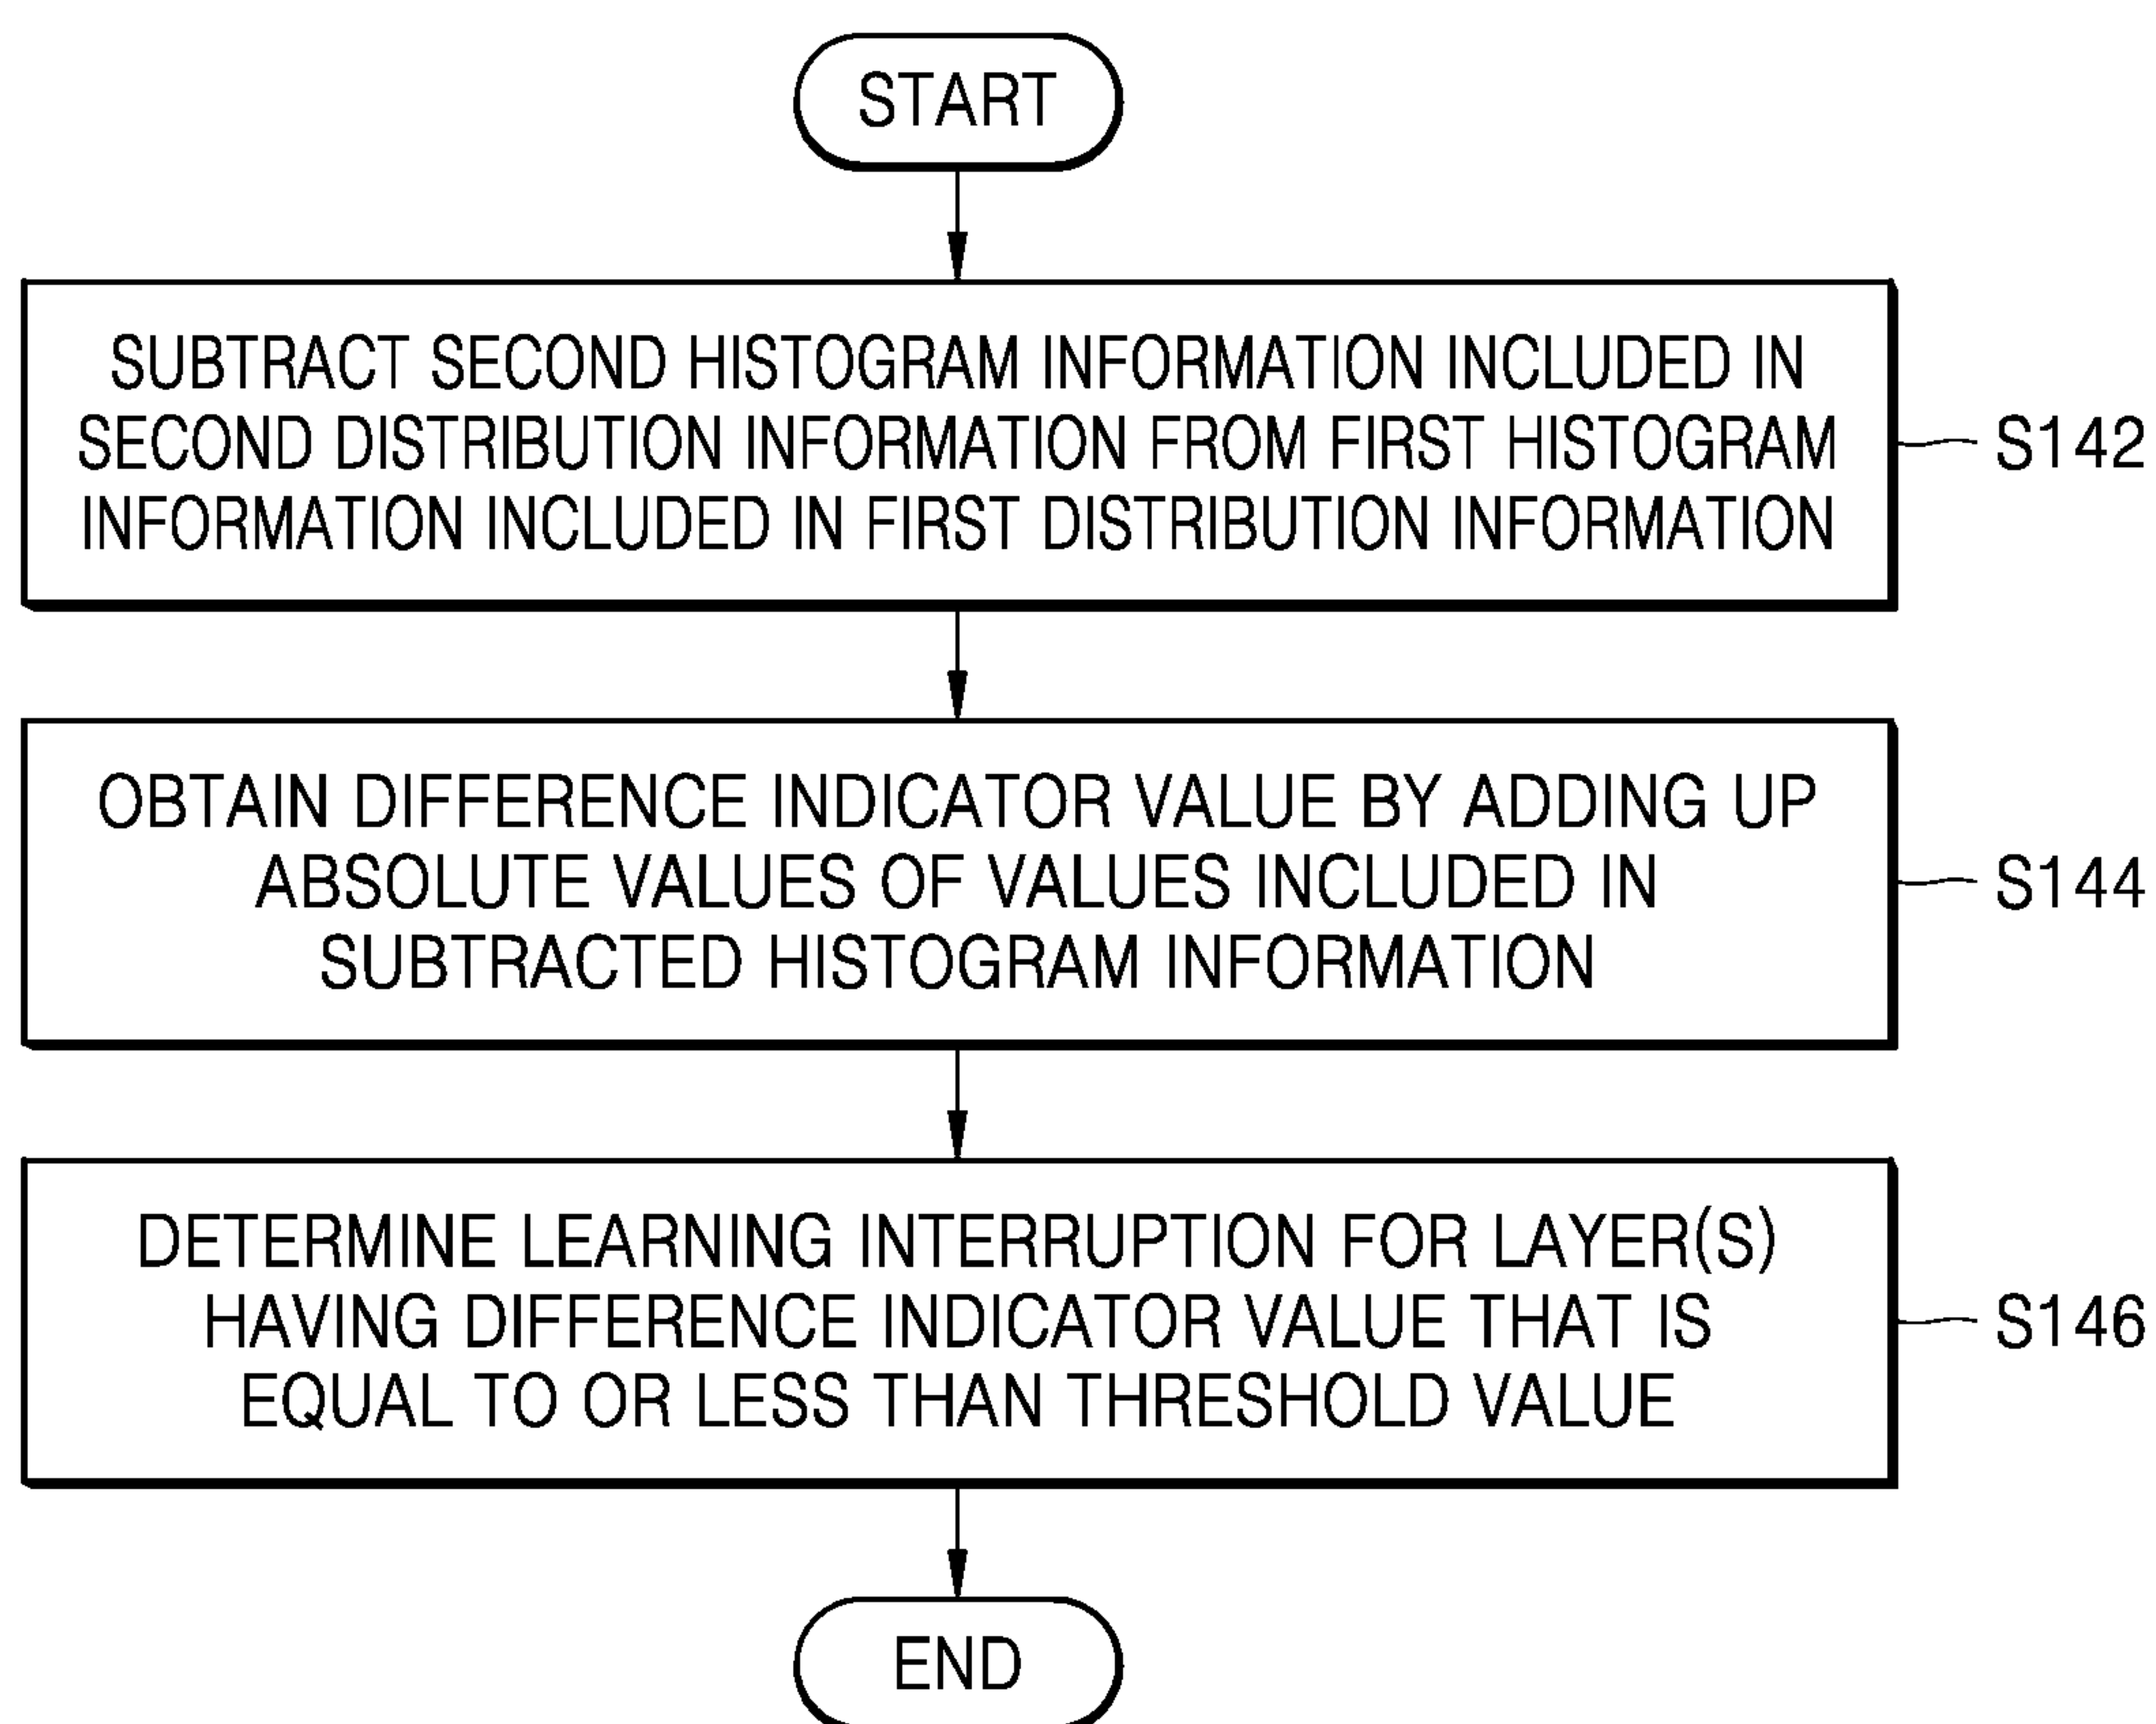 START
SUBTRACT SECOND HISTOGRAM INFORMATION INCLUDED IN
SECOND DISTRIBUTION INFORMATION FROM FIRST HISTOGRAM
INFORMATION INCLUDED IN FIRST DISTRIBUTION INFORMATION
S142
OBTAIN DIFFERENCE INDICATOR VALUE BY ADDING UP
ABSOLUTE VALUES OF VALUES INCLUDED IN
SUBTRACTED HISTOGRAM INFORMATION
S144
DETERMINE LEARNING INTERRUPTION FOR LAYER(S)
HAVING DIFFERENCE INDICATOR VALUE THAT IS
EQUAL TO OR LESS THAN THRESHOLD VALUE
S146
END